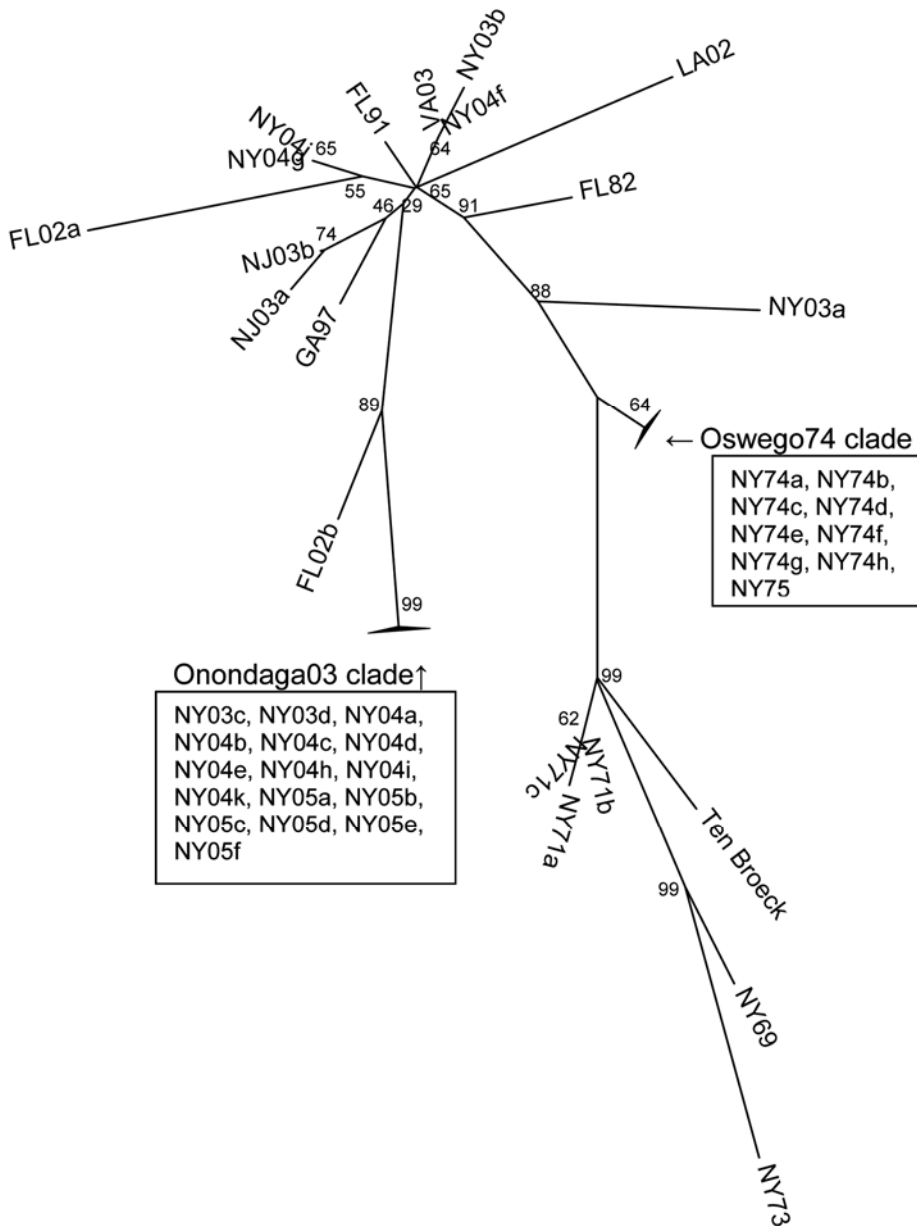 NY03b
LA02
VA03
NY04f
FL91
NY04j
65
NY04g
64
55
65
91
FL82
FL02a
46
29
74
NJ03b
NJ03a
GA97
88
NY03a
89
64
← Oswego74 clade
NY74a, NY74b,
NY74c, NY74d,
NY74e, NY74f,
NY74g, NY74h,
NY75
FL02b
99
Onondaga03 clade↑
NY03c, NY03d, NY04a,
NY04b, NY04c, NY04d,
NY04e, NY04h, NY04i,
NY04k, NY05a, NY05b,
NY05c, NY05d, NY05e,
NY05f
99
62
NY71c
NY71b
NY71a
Ten Broeck
99
NY69
NY73